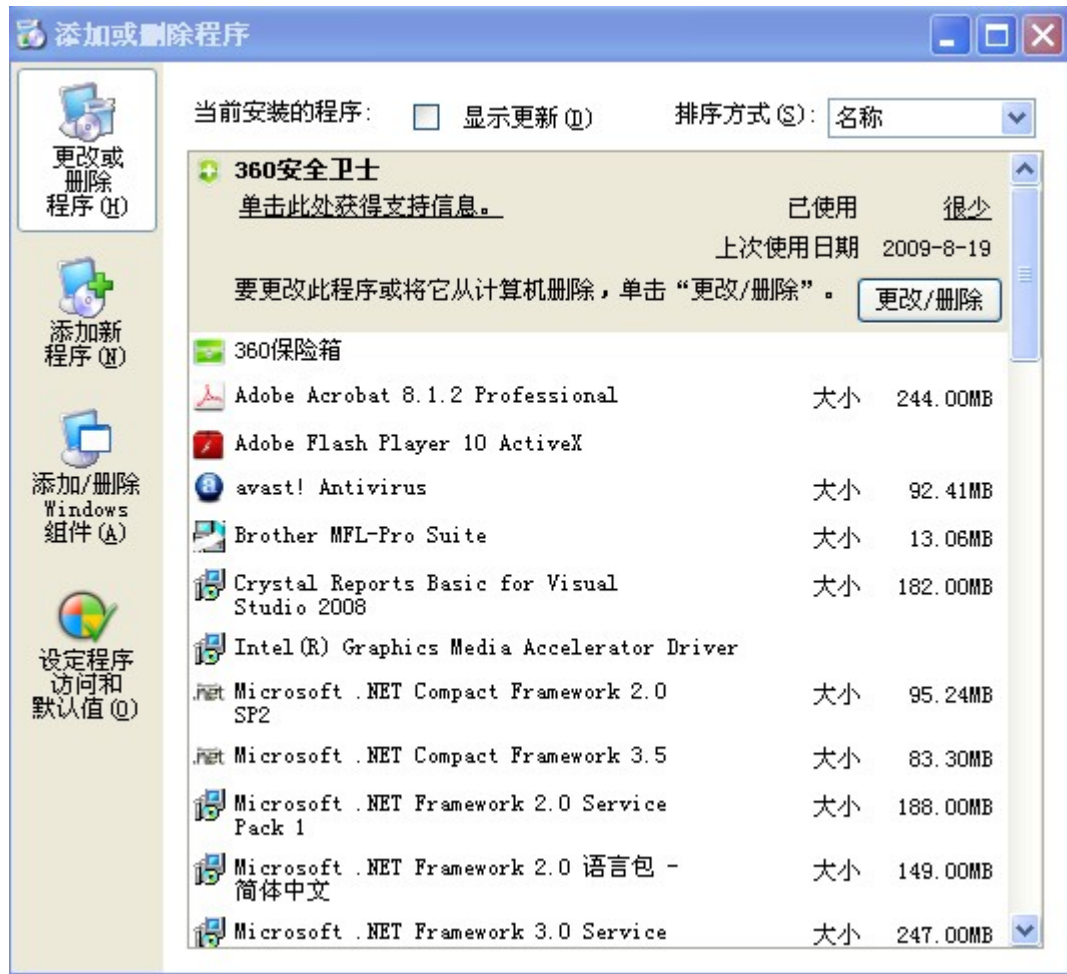 添加或删除程序
更改或
删除
程序(H)
添加新
程序(N)
添加/删除
Windows
组件(A)
设定程序
访问和
默认值(O)
当前安装的程序: 显示更新(D) 排序方式(S): 名称
360安全卫士
单击此处获得支持信息。 已使用 很少
上次使用日期 2009-8-19
要更改此程序或将它从计算机删除，单击“更改/删除”。 更改/删除
360保险箱
Adobe Acrobat 8.1.2 Professional 大小 244.00MB
Adobe Flash Player 10 ActiveX
avast! Antivirus 大小 92.41MB
Brother MFL-Pro Suite 大小 13.06MB
Crystal Reports Basic for Visual 大小 182.00MB
Studio 2008
Intel(R) Graphics Media Accelerator Driver
Microsoft .NET Compact Framework 2.0 大小 95.24MB
SP2
Microsoft .NET Compact Framework 3.5 大小 83.30MB
Microsoft .NET Framework 2.0 Service 大小 188.00MB
Pack 1
Microsoft .NET Framework 2.0 语言包 - 大小 149.00MB
简体中文
Microsoft .NET Framework 3.0 Service 大小 247.00MB